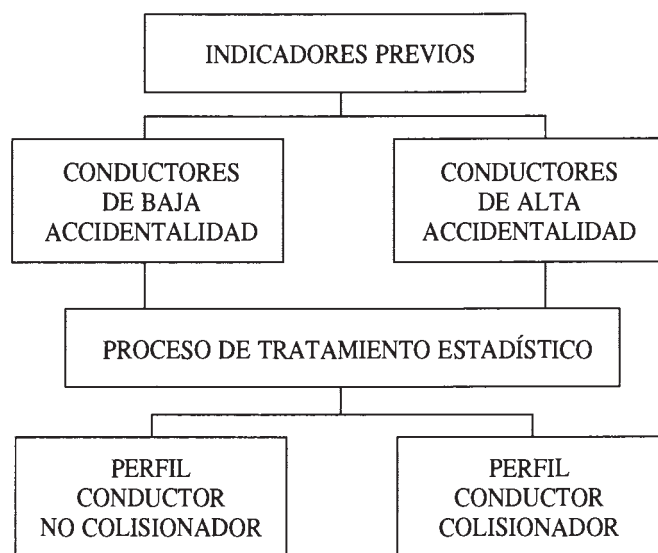 INDICADORES PREVIOS
CONDUCTORES
DE BAJA
ACCIDENTALIDAD
CONDUCTORES
DE ALTA
ACCIDENTALIDAD
PROCESO DE TRATAMIENTO ESTADÍSTICO
PERFIL
CONDUCTOR
NO COLISIONADOR
PERFIL
CONDUCTOR
COLISIONADOR